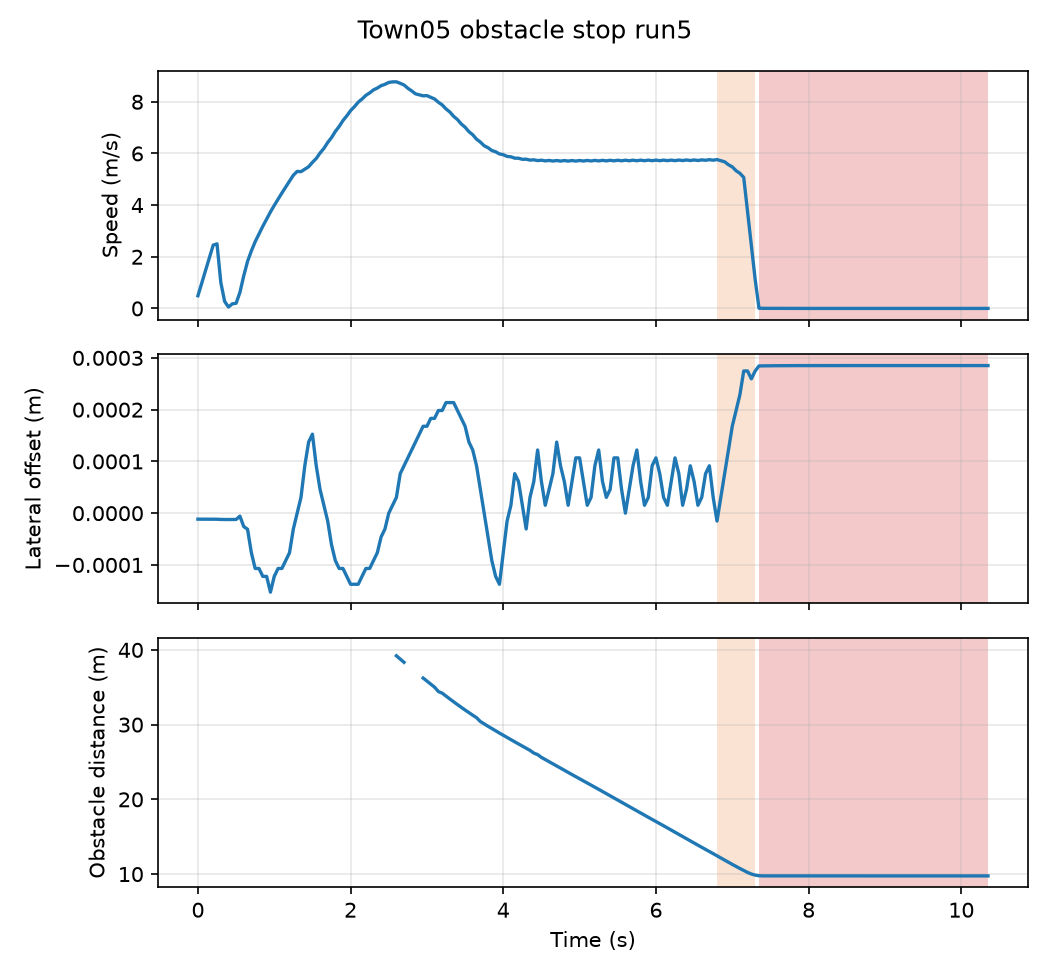 Town05 obstacle stop run5
Speed (m/s)
8
6
4
2
0
Lateral offset (m)
0.0003
0.0002
0.0001
0.0000
−0.0001
Obstacle distance (m)
40
30
20
10
0 2 4 6 8 10
Time (s)